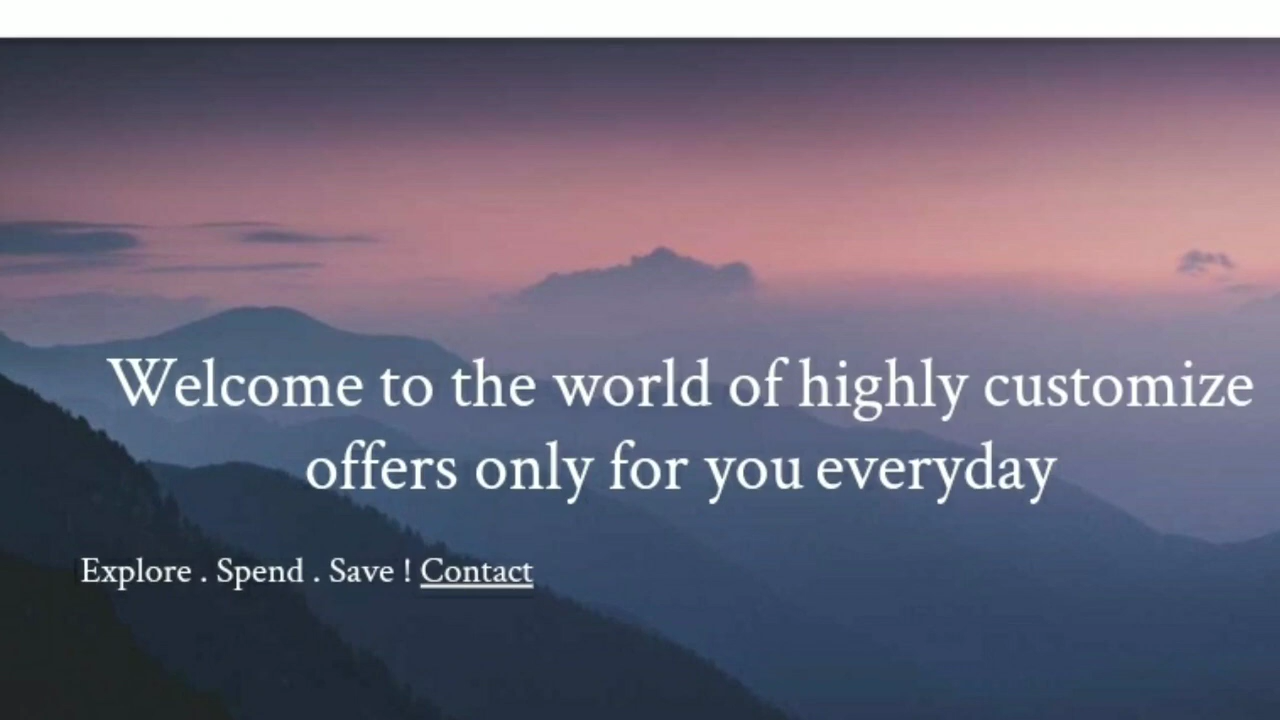 Welcome to the world of highly customize
offers only for you everyday
Explore . Spend . Save ! Contact